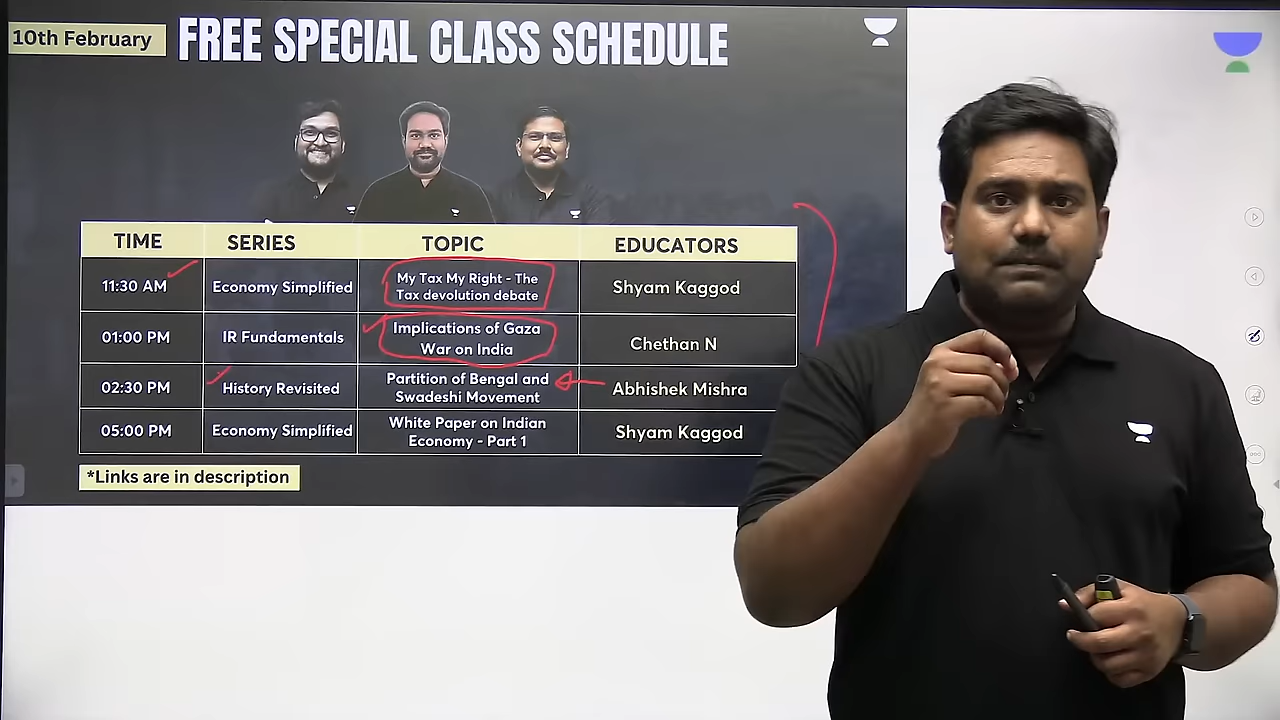 10th February
FREE SPECIAL CLASS SCHEDULE
TIME SERIES TOPIC EDUCATORS
11:30 AM Economy Simplified My Tax My Right - The
Tax devolution debate Shyam Kaggod
01:00 PM IR Fundamentals Implications of Gaza
War on India Chethan N
02:30 PM History Revisited Partition of Bengal and
Swadeshi Movement Abhishek Mishra
05:00 PM Economy Simplified White Paper on Indian
Economy - Part 1 Shyam Kaggod
*Links are in description